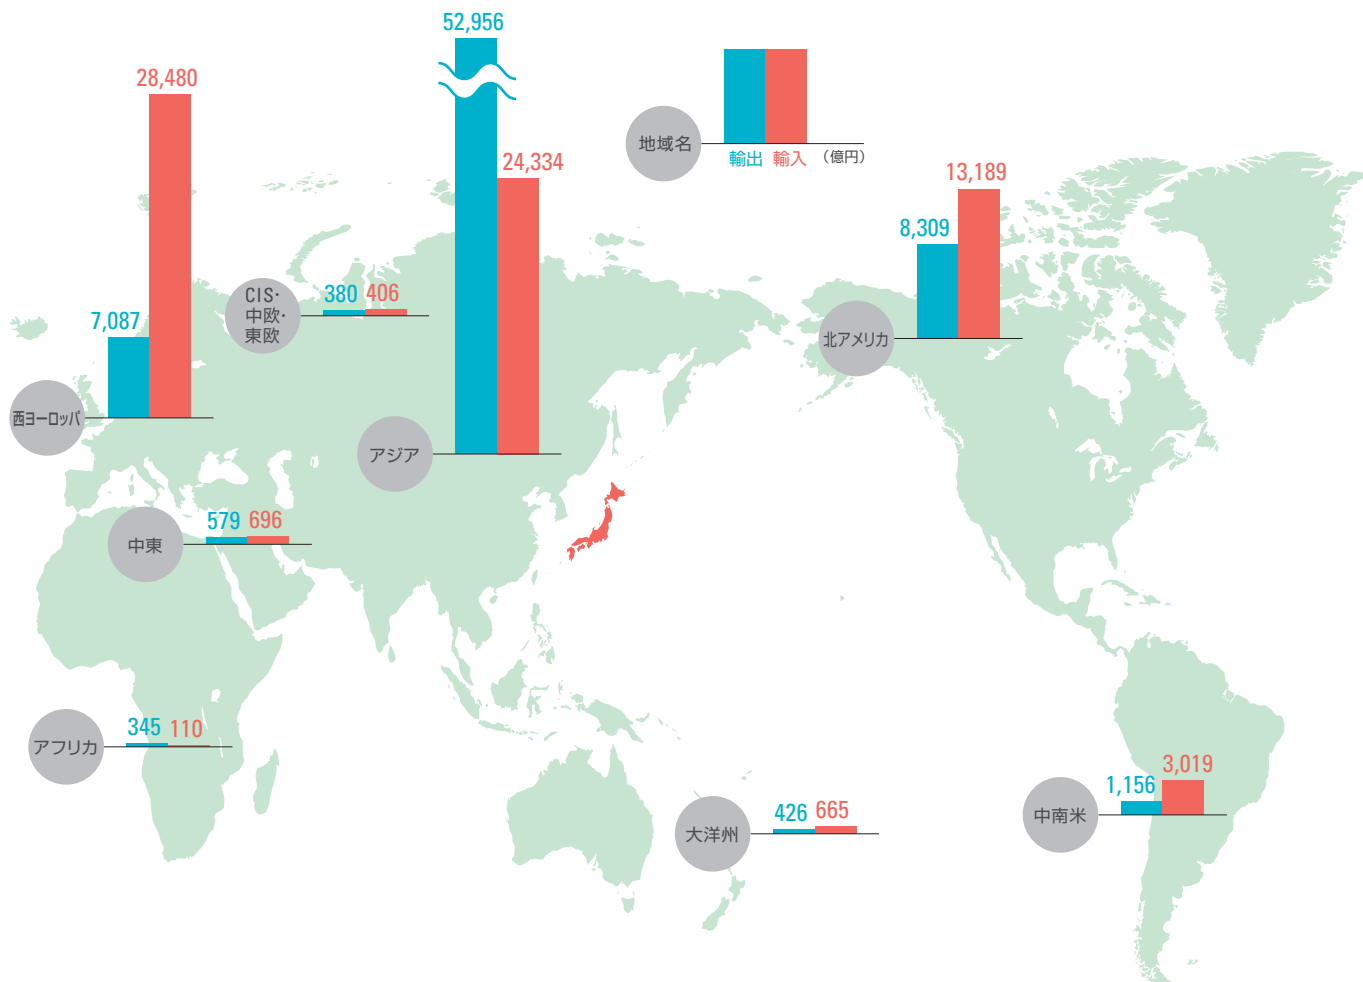 52,956
28,480
24,334
地域名
輸出 輸入 （億円）
13,189
8,309
CIS・
中欧・
東欧
380 406
7,087
北アメリカ
西ヨーロッパ
アジア
579 696
中東
345 110
アフリカ
3,019
1,156
中南米
426 665
大洋州